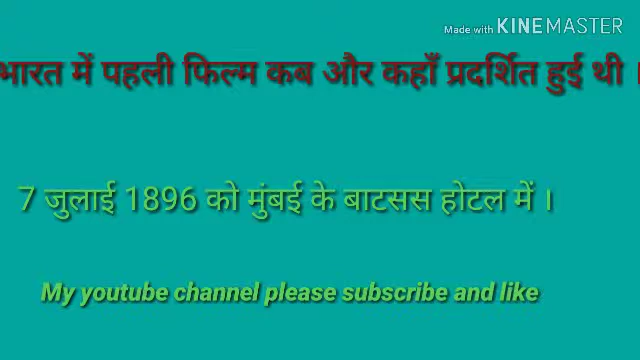 Made with KINEMASTER
भारत में पहली फिल्म कब और कहाँ प्रदर्शित हुई थी ।
7 जुलाई 1896 को मुंबई के बाटसस होटल में ।
My youtube channel please subscribe and like